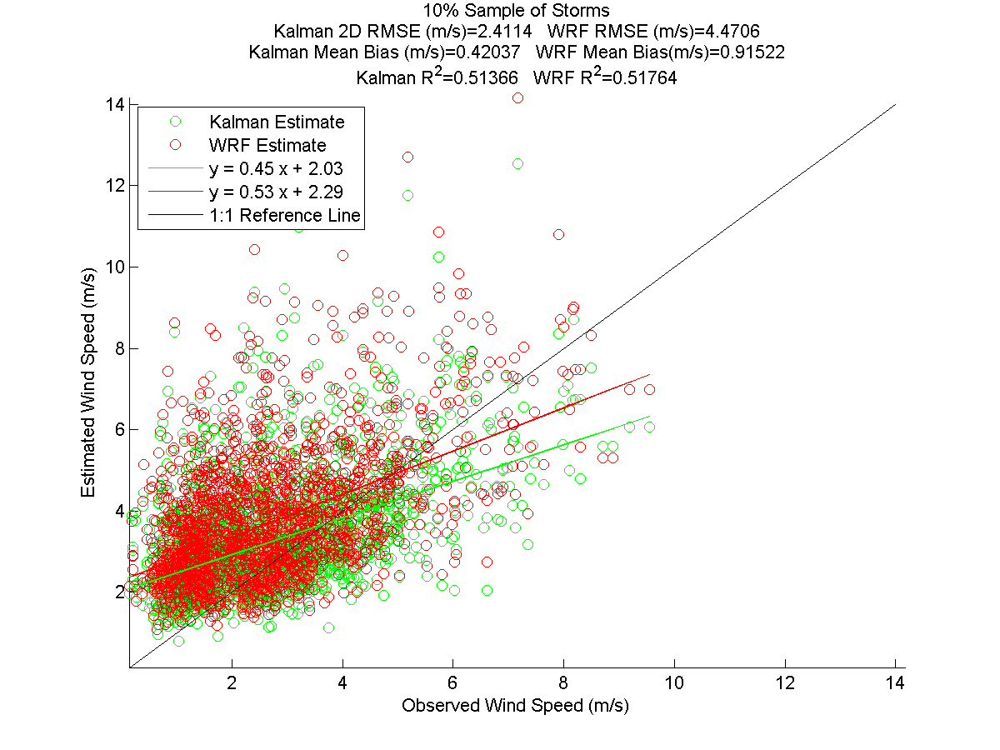 10% Sample of Storms
Kalman 2D RMSE (m/s)=2.4114 WRF RMSE (m/s)=4.4706
Kalman Mean Bias (m/s)=0.42037 WRF Mean Bias(m/s)=0.91522
Kalman R²=0.51366 WRF R²=0.51764
Kalman Estimate
WRF Estimate
y = 0.45 x + 2.03
y = 0.53 x + 2.29
1:1 Reference Line
14
12
10
8
6
4
2
Estimated Wind Speed (m/s)
2 4 6 8 10 12 14
Observed Wind Speed (m/s)